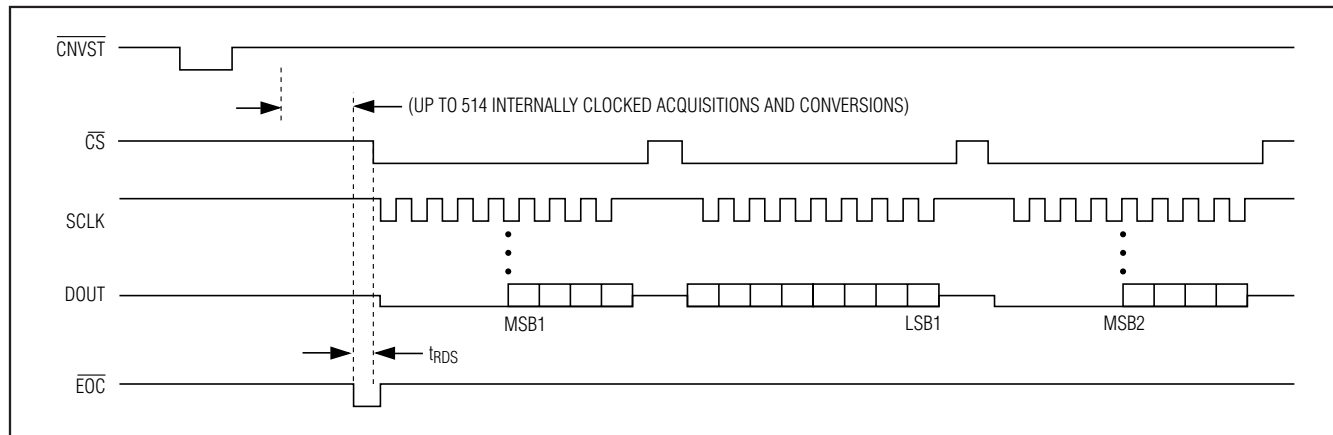 CNVST
(UP TO 514 INTERNALLY CLOCKED ACQUISITIONS AND CONVERSIONS)
CS
SCLK
DOUT
MSB1
LSB1
MSB2
tRDS
EOC